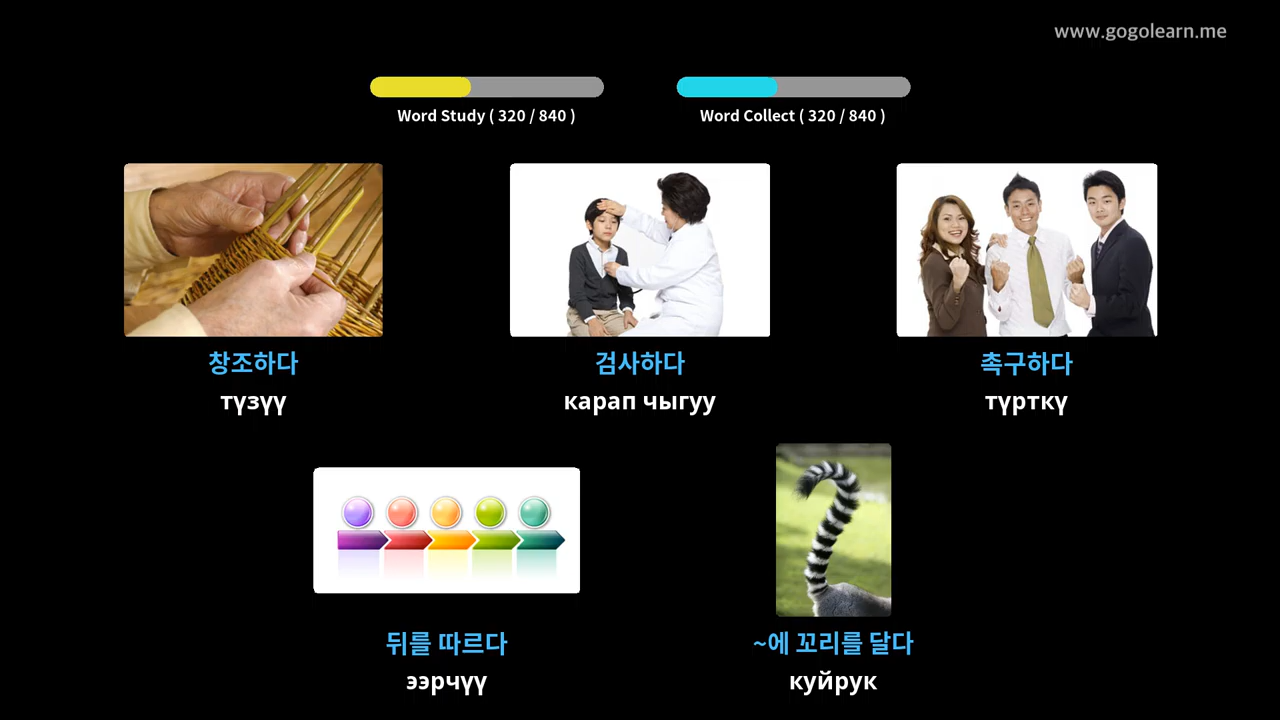 www.gogolearn.me
Word Study ( 320 / 840 )
Word Collect ( 320 / 840 )
창조하다
түзүү
검사하다
карап чыгуу
촉구하다
түрткү
뒤를 따르다
ээрчүү
~에 꼬리를 달다
куйрук